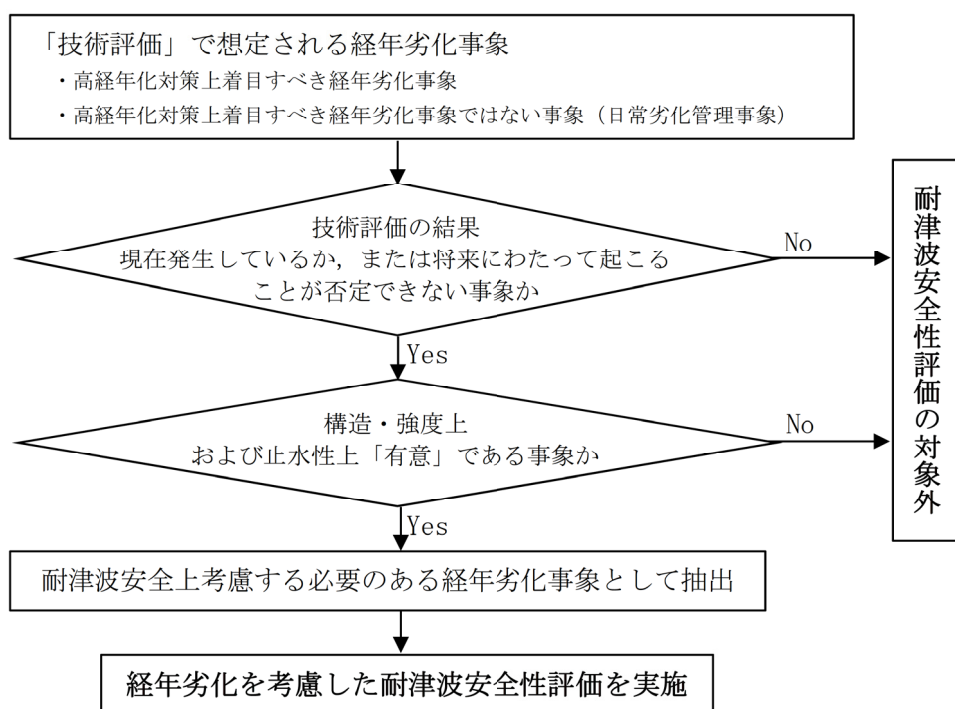 「技術評価」で想定される経年劣化事象
・高経年化対策上着目すべき経年劣化事象
・高経年化対策上着目すべき経年劣化事象ではない事象（日常劣化管理事象）
技術評価の結果
現在発生しているか，または将来にわたって起こる
ことが否定できない事象か
No
Yes
構造・強度上
および止水性上「有意」である事象か
No
Yes
耐津波安全性評価の対象外
耐津波安全上考慮する必要のある経年劣化事象として抽出
経年劣化を考慮した耐津波安全性評価を実施